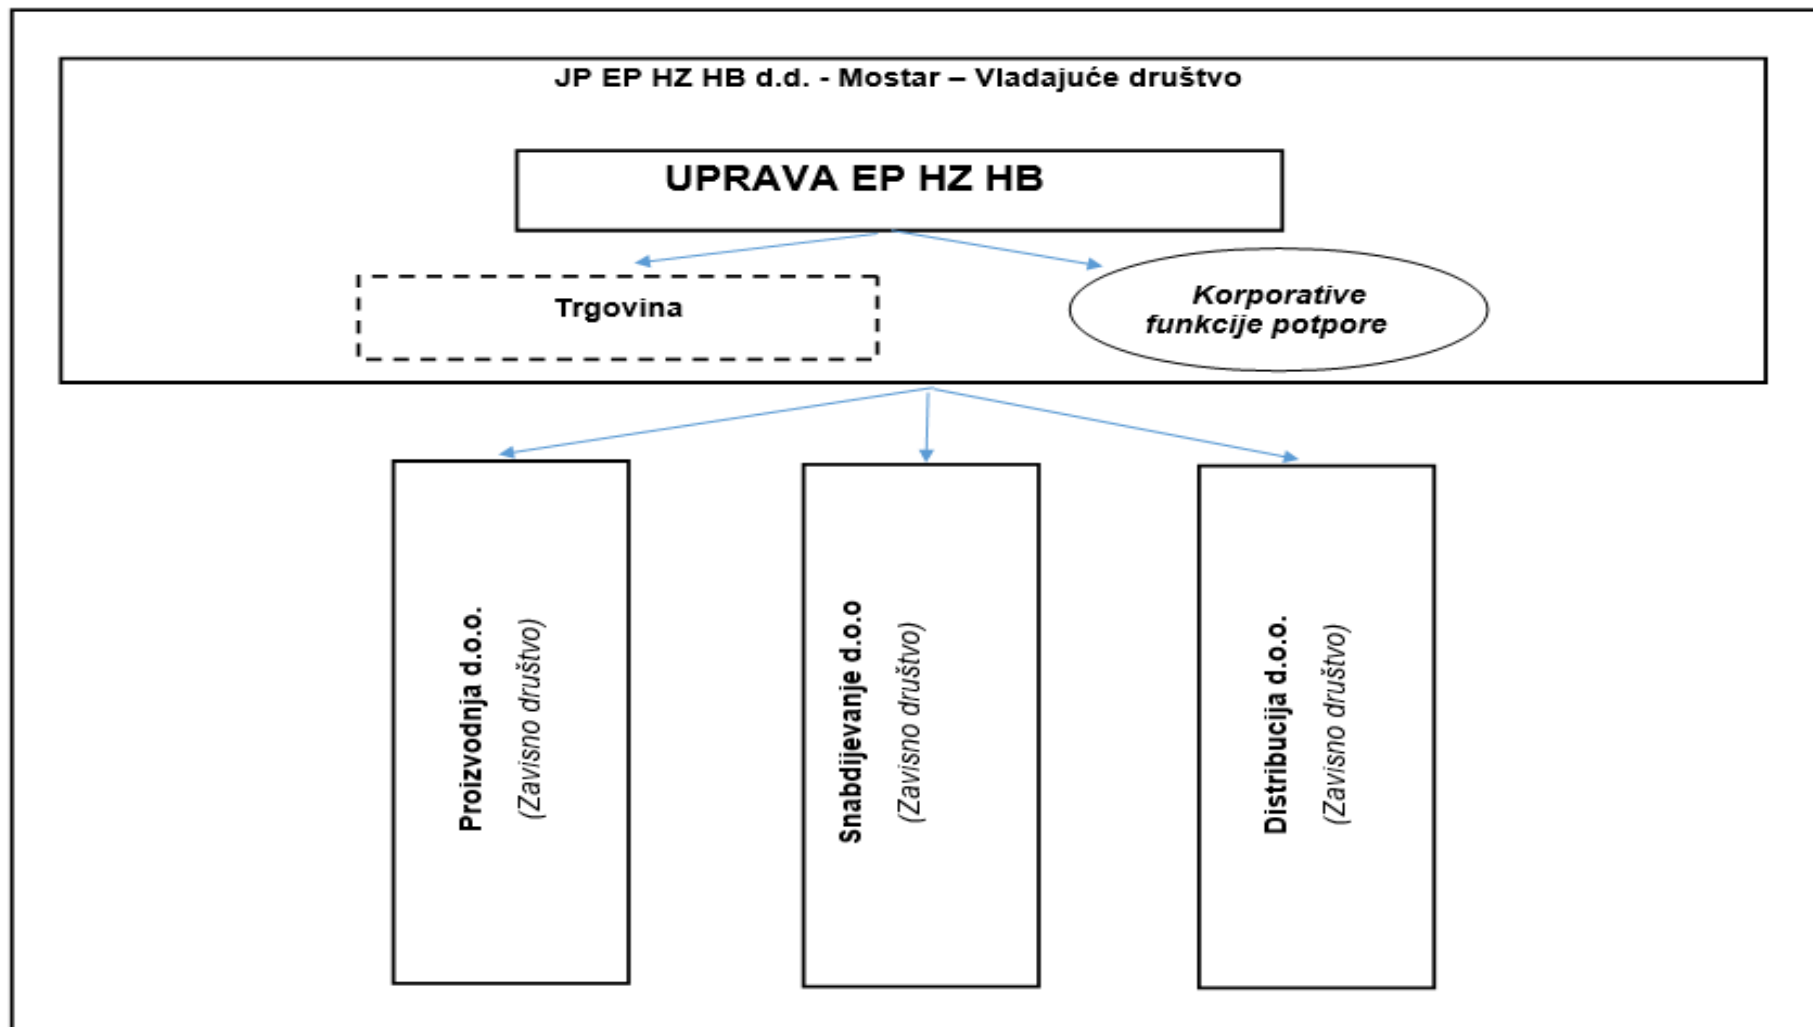 JP EP HZ HB d.d. - Mostar – Vladajuće društvo
UPRAVA EP HZ HB
Trgovina
Korporative
funkcije potpore
Proizvodnja d.o.o.
(Zavisno društvo)
Snabdijevanje d.o.o
(Zavisno društvo)
Distribucija d.o.o.
(Zavisno društvo)